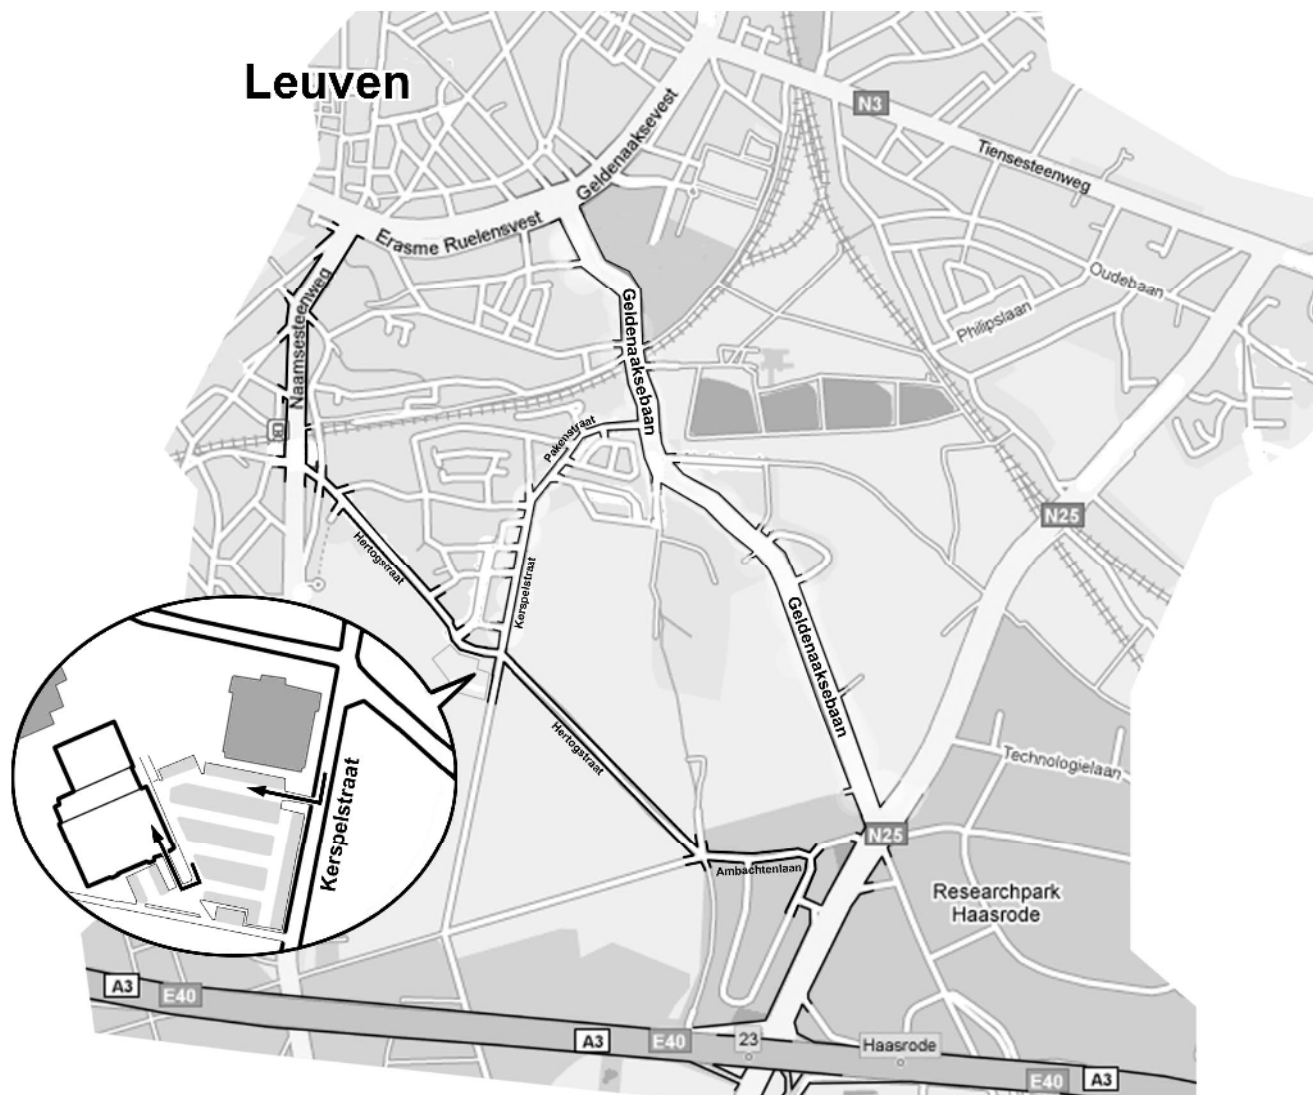 Leuven
N3
Tiensesteenweg
Geldenaaksevest
Erasme Ruelensvest
Oudebaan
Philipslaan
Naamsesteenweg
Geldenaaksebaan
Pakenstraat
N25
Hertogstraat
Kerspelstraat
Geldenaaksebaan
Hertogstraat
Technologielaan
Kerspelstraat
N25
Ambachtenlaan
Researchpark
Haasrode
A3
E40
A3
E40
23
Haasrode
E40
A3